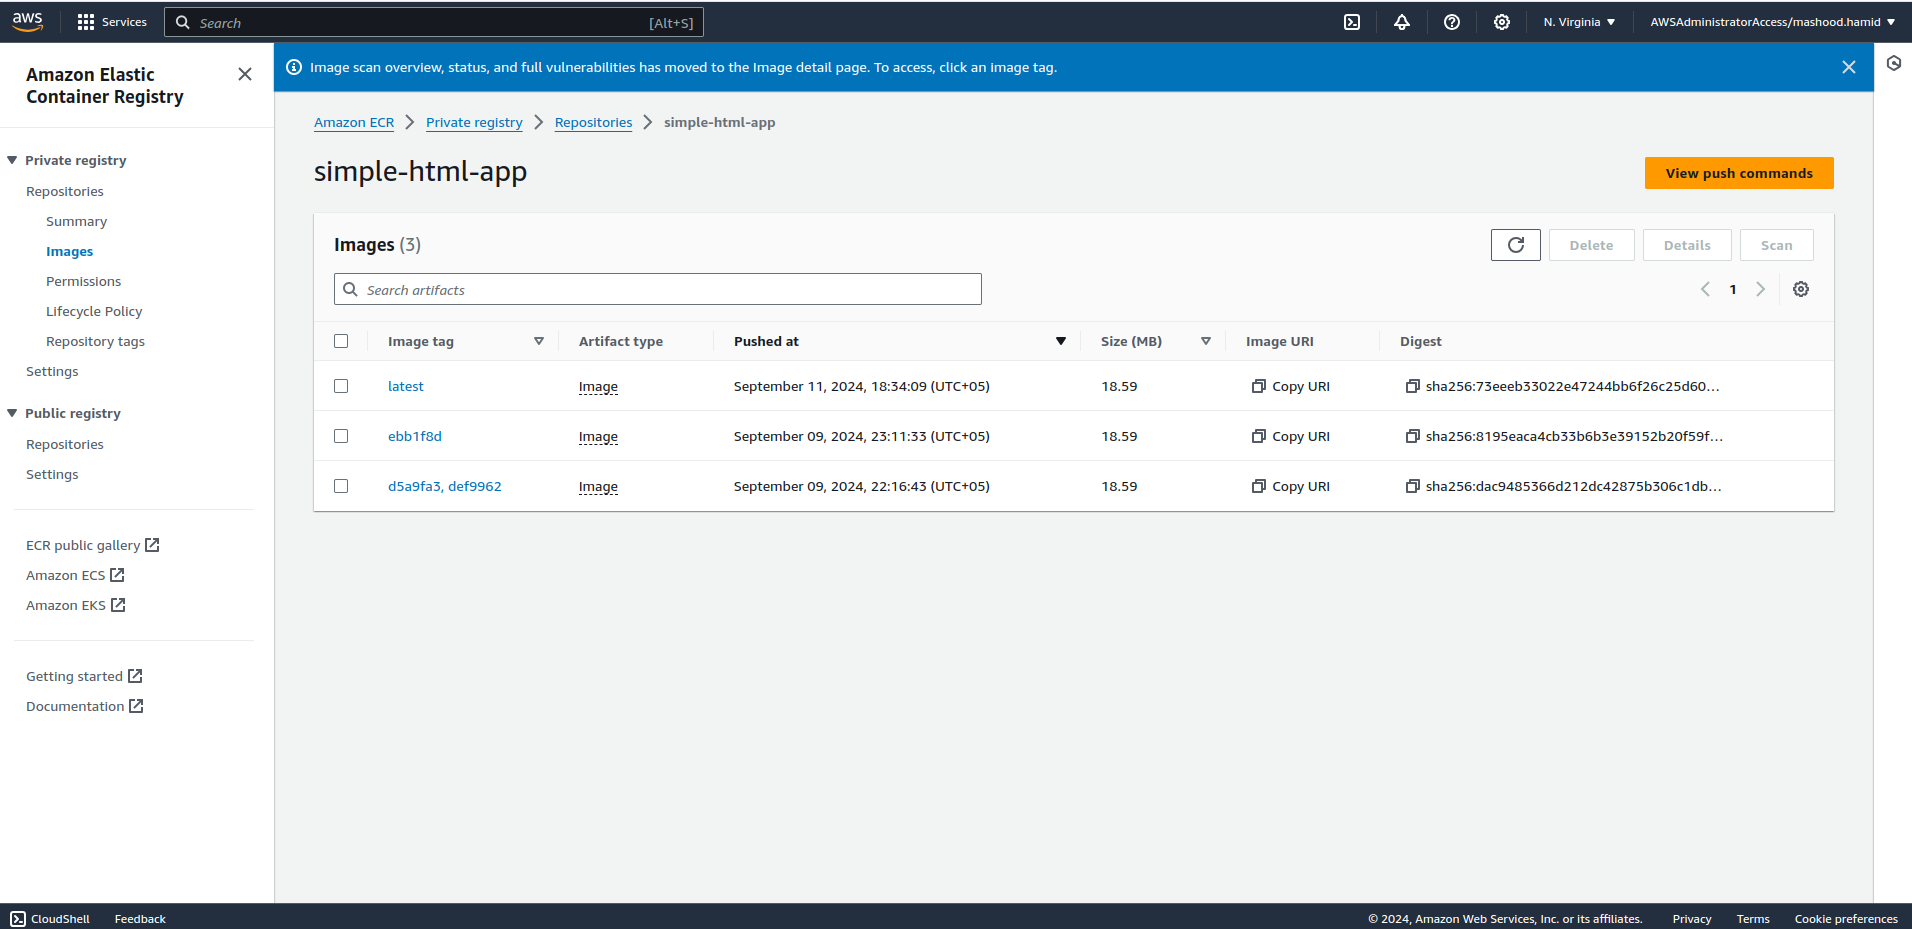 aws Services Search [Alt+S] N. Virginia AWSAdministratorAccess/mashood.hamid
Amazon Elastic
Container Registry
Private registry
Repositories
Summary
Images
Permissions
Lifecycle Policy
Repository tags
Settings
Public registry
Repositories
Settings
ECR public gallery
Amazon ECS
Amazon EKS
Getting started
Documentation
Image scan overview, status, and full vulnerabilities has moved to the Image detail page. To access, click an image tag.
Amazon ECR Private registry Repositories simple-html-app
simple-html-app View push commands
Images (3) Delete Details Scan
Search artifacts 1
Image tag Artifact type Pushed at Size (MB) Image URI Digest
latest Image September 11, 2024, 18:34:09 (UTC+05) 18.59 Copy URI sha256:73eeeb33022e47244bb6f26c25d60...
ebb1f8d Image September 09, 2024, 23:11:33 (UTC+05) 18.59 Copy URI sha256:8195eaca4cb33b6b3e39152b20f59f...
d5a9fa3, def9962 Image September 09, 2024, 22:16:43 (UTC+05) 18.59 Copy URI sha256:dac9485366d212dc42875b306c1db...
CloudShell Feedback © 2024, Amazon Web Services, Inc. or its affiliates. Privacy Terms Cookie preferences